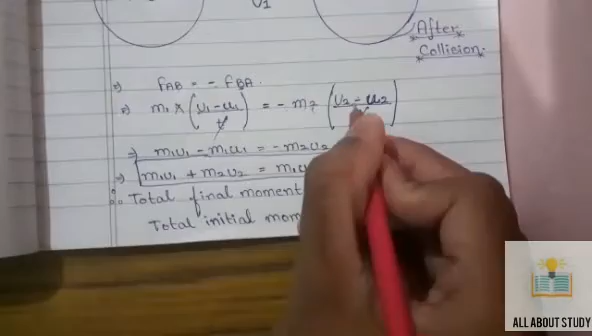 V1
After
Collision.
⇒) FAB = - FBA.
⇒) m1 × (v1-u1/t) = - m2 × (v2-u2/t)
⇒) m1v1 - m1u1 = - m2v2
⇒) m1v1 + m2v2 = m1u
∴ Total final moment
Total initial mom
ALL ABOUT STUDY